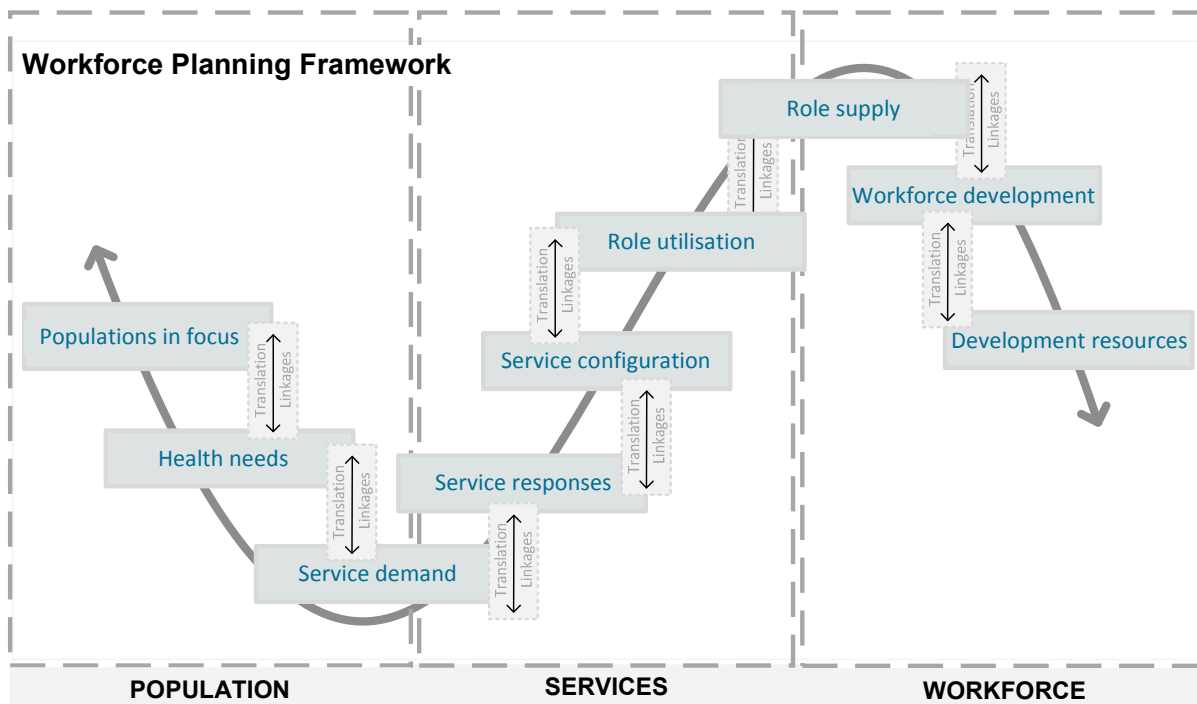 Workforce Planning Framework
Populations in focus
Translation
Linkages
Health needs
Translation
Linkages
Service demand
Translation
Linkages
Service responses
Translation
Linkages
Service configuration
Translation
Linkages
Role utilisation
Translation
Linkages
Role supply
Translation
Linkages
Workforce development
Translation
Linkages
Development resources
POPULATION
SERVICES
WORKFORCE